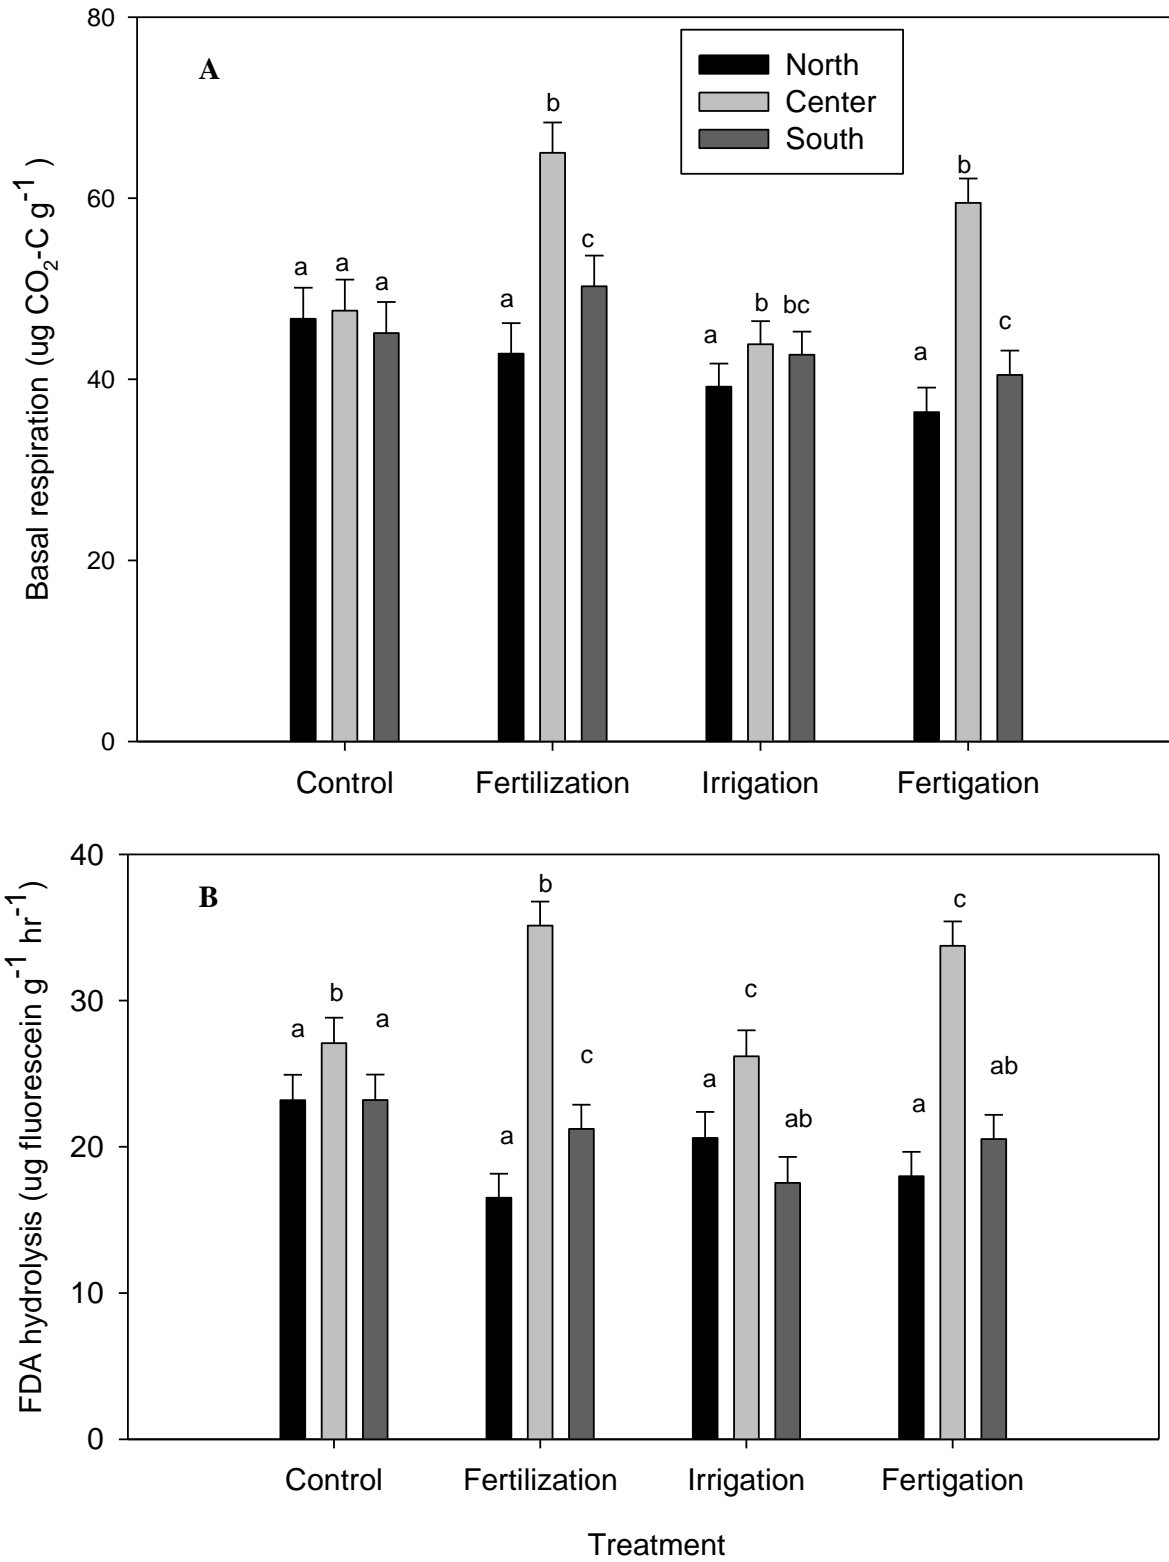 80
A
North
Center
South
b
b
60
c
a
a
a
a
b
bc
c
a
a
40
Basal respiration (ug CO₂-C g⁻¹ )
20
0
Control
Fertilization
Irrigation
Fertigation
40
B
b
c
30
b
c
a
a
c
ab
a
a
ab
a
20
FDA hydrolysis (ug fluorescein g⁻¹ hr⁻¹)
10
0
Control
Fertilization
Irrigation
Fertigation
Treatment